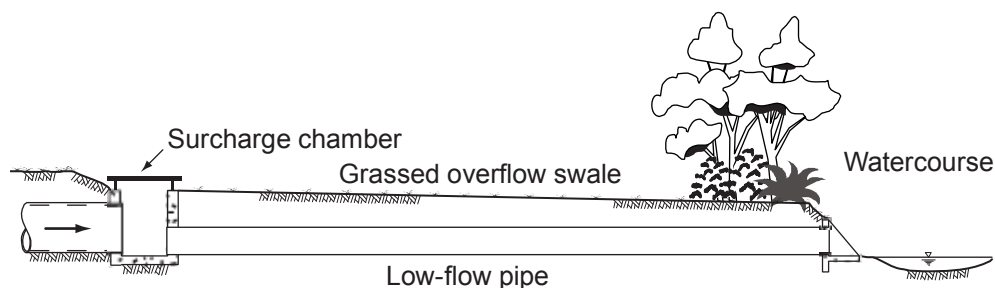 Surcharge chamber
Grassed overflow swale
Watercourse
Low-flow pipe